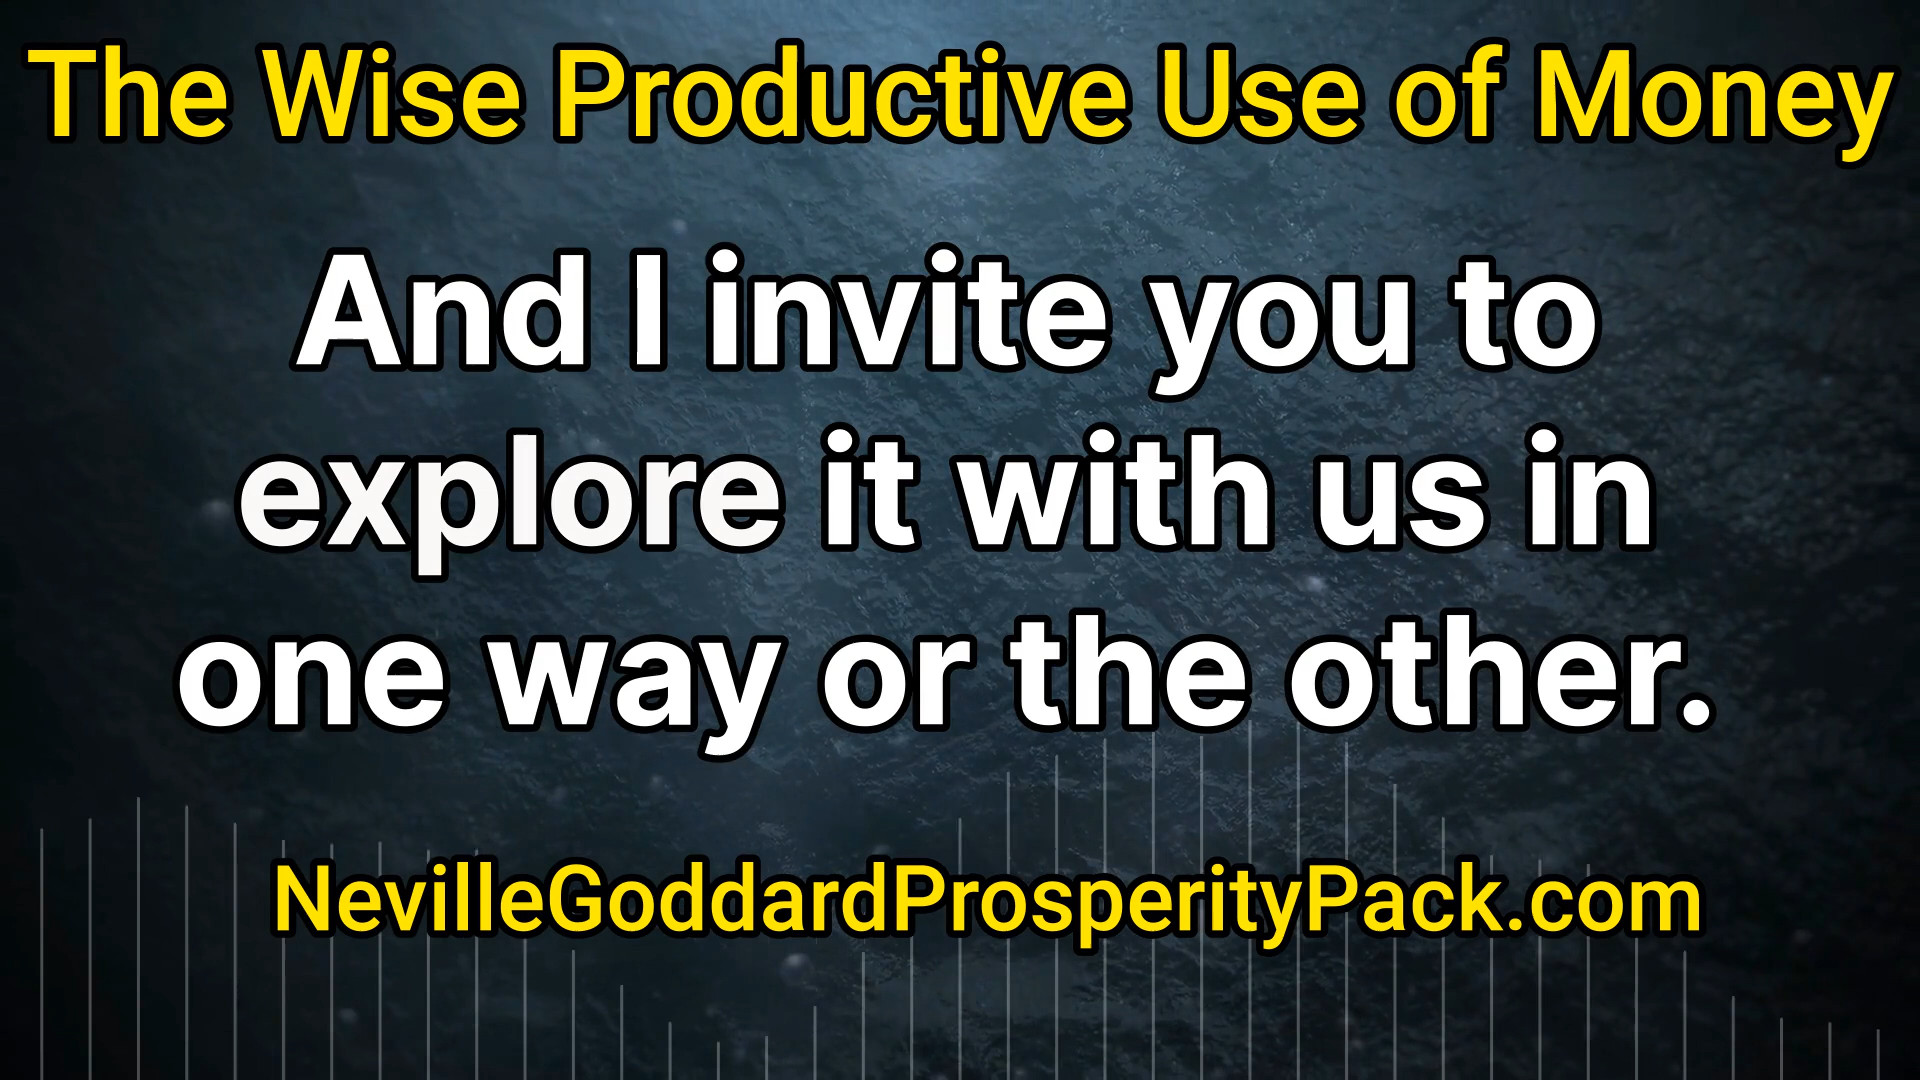 The Wise Productive Use of Money
And I invite you to
explore it with us in
one way or the other.
NevilleGoddardProsperityPack.com